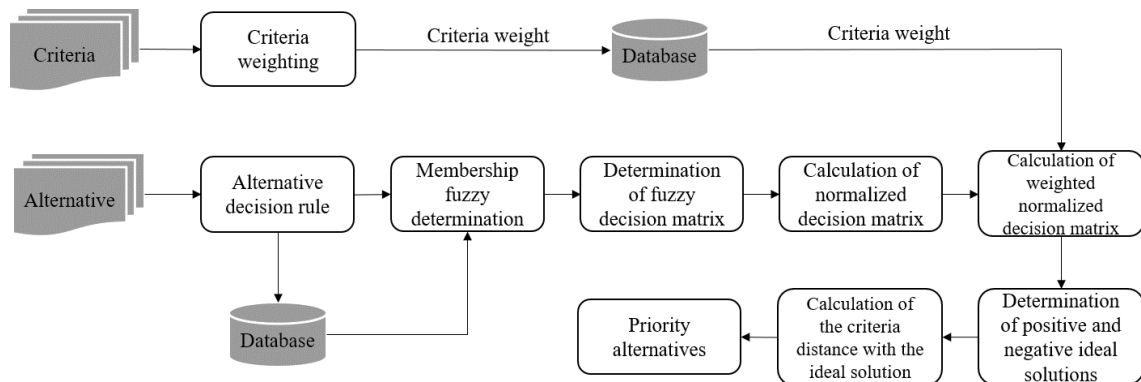 Criteria
Criteria
weighting
Criteria weight
Database
Criteria weight
Alternative
Alternative
decision rule
Membership
fuzzy
determination
Determination
of fuzzy
decision matrix
Calculation of
normalized
decision matrix
Calculation of
weighted
normalized
decision matrix
Database
Priority
alternatives
Calculation of
the criteria
distance with the
ideal solution
Determination
of positive and
negative ideal
solutions